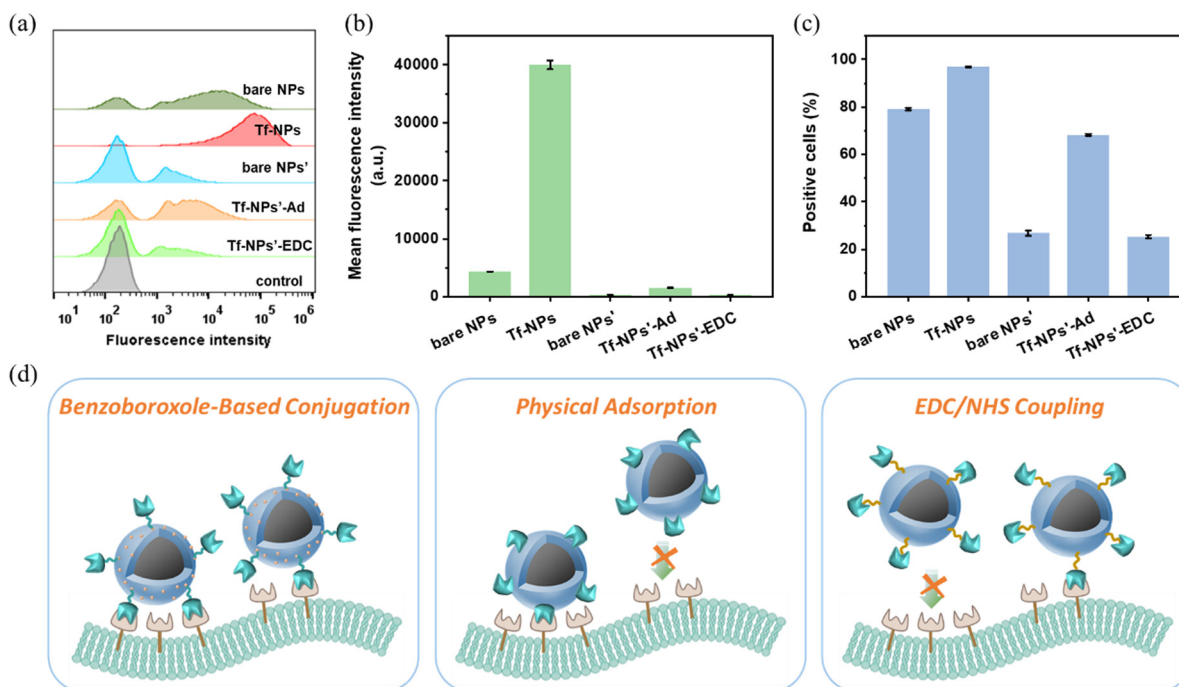 (a)
bare NPs
Tf-NPs
bare NPs'
Tf-NPs'-Ad
Tf-NPs'-EDC
control
10¹ 10² 10³ 10⁴ 10⁵ 10⁶
Fluorescence intensity
(b)
Mean fluorescence intensity
(a.u.)
40000
30000
20000
10000
0
bare NPs
Tf-NPs
bare NPs'
Tf-NPs'-Ad
Tf-NPs'-EDC
(c)
Positive cells (%)
100
80
60
40
20
0
bare NPs
Tf-NPs
bare NPs'
Tf-NPs'-Ad
Tf-NPs'-EDC
(d)
Benzoboroxole-Based Conjugation
Physical Adsorption
EDC/NHS Coupling